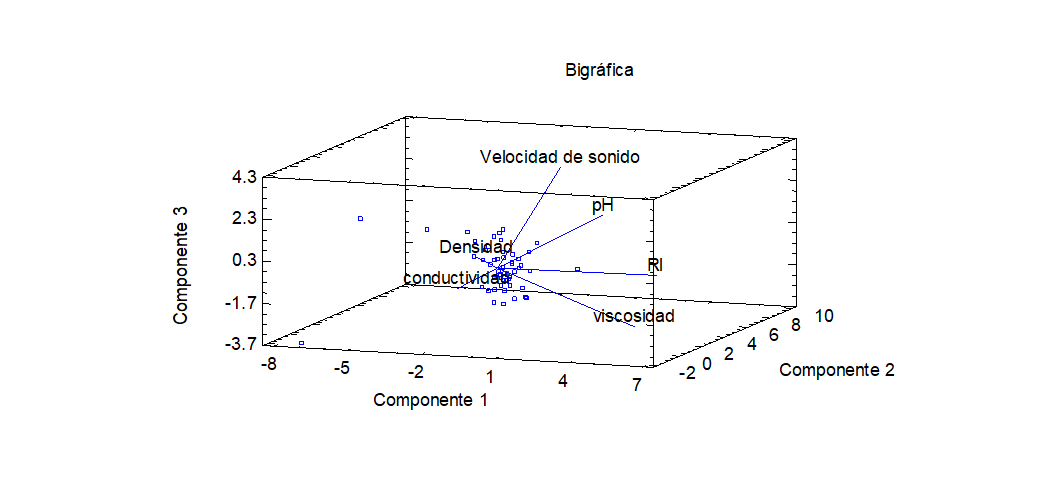 Bigráfica
Velocidad de sonido
pH
Densidad
RI
conductividad
viscosidad
Componente 3
4.3
2.3
0.3
-1.7
-3.7
-8
-5
-2
1
4
7
Componente 1
-2
0
2
4
6
8
10
Componente 2